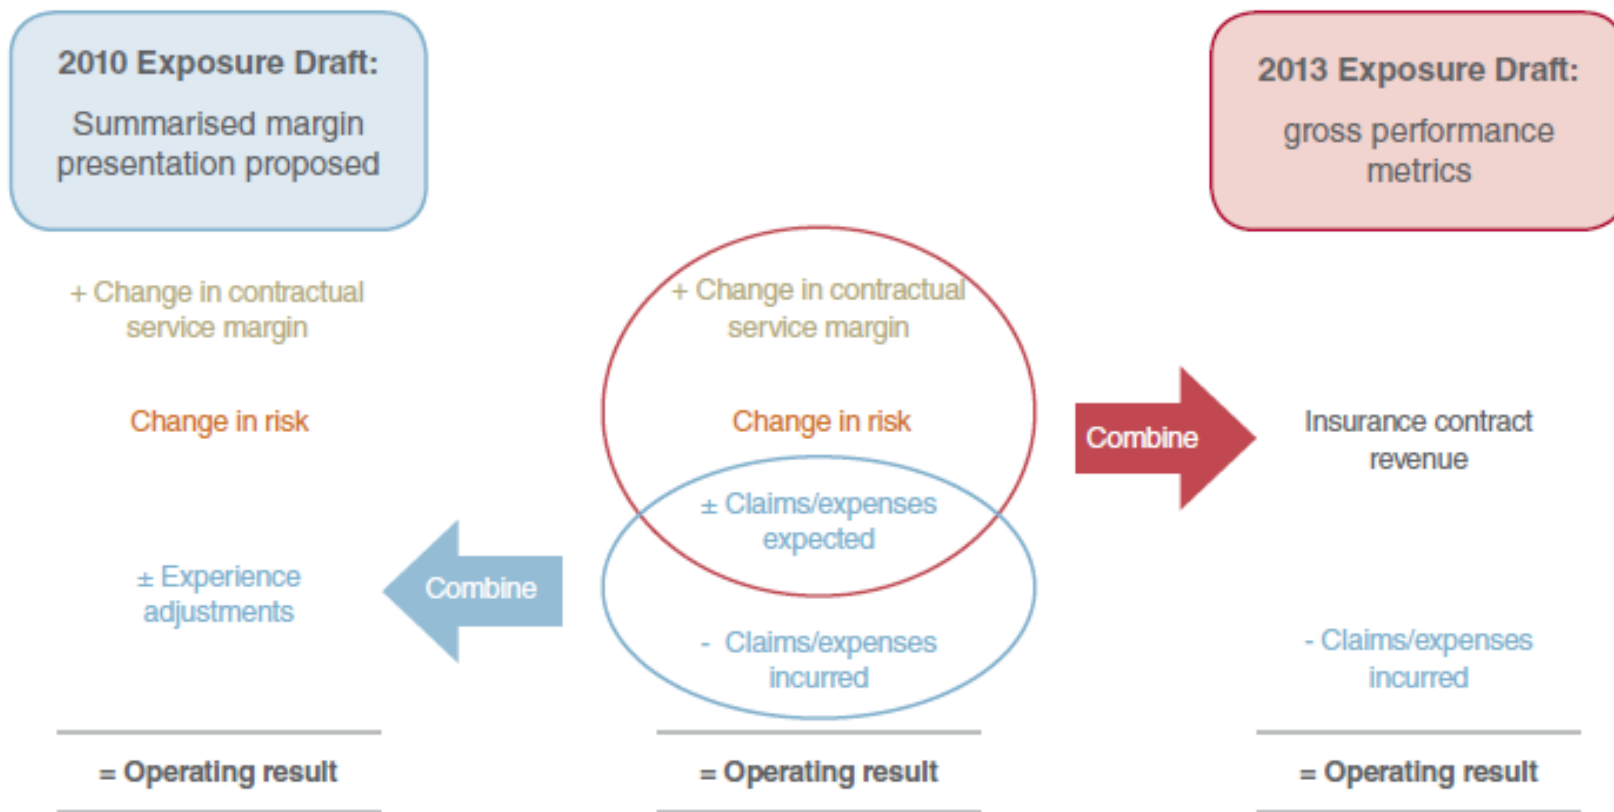 2010 Exposure Draft:
Summarised margin
presentation proposed
2013 Exposure Draft:
gross performance
metrics
+ Change in contractual
service margin
Change in risk
± Experience
adjustments
= Operating result
Combine
+ Change in contractual
service margin
Change in risk
± Claims/expenses
expected
- Claims/expenses
incurred
= Operating result
Combine
Insurance contract
revenue
- Claims/expenses
incurred
= Operating result